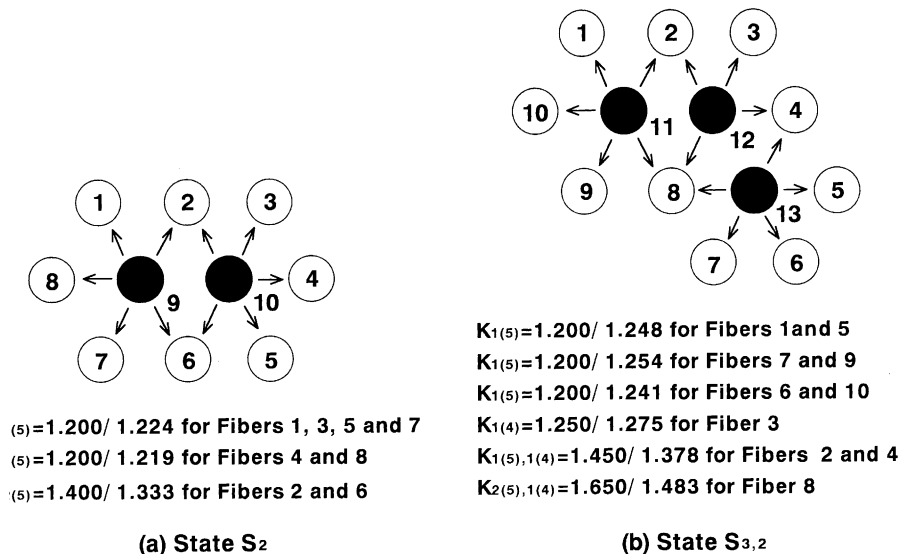 1 2 3
8 9 10 4
7 6 5
(5)=1.200/ 1.224 for Fibers 1, 3, 5 and 7
(5)=1.200/ 1.219 for Fibers 4 and 8
(5)=1.400/ 1.333 for Fibers 2 and 6
(a) State S2
1 2 3
10 11 12 4
9 8 13 5
7 6
K1(5)=1.200/ 1.248 for Fibers 1and 5
K1(5)=1.200/ 1.254 for Fibers 7 and 9
K1(5)=1.200/ 1.241 for Fibers 6 and 10
K1(4)=1.250/ 1.275 for Fiber 3
K1(5),1(4)=1.450/ 1.378 for Fibers 2 and 4
K2(5),1(4)=1.650/ 1.483 for Fiber 8
(b) State S3,2